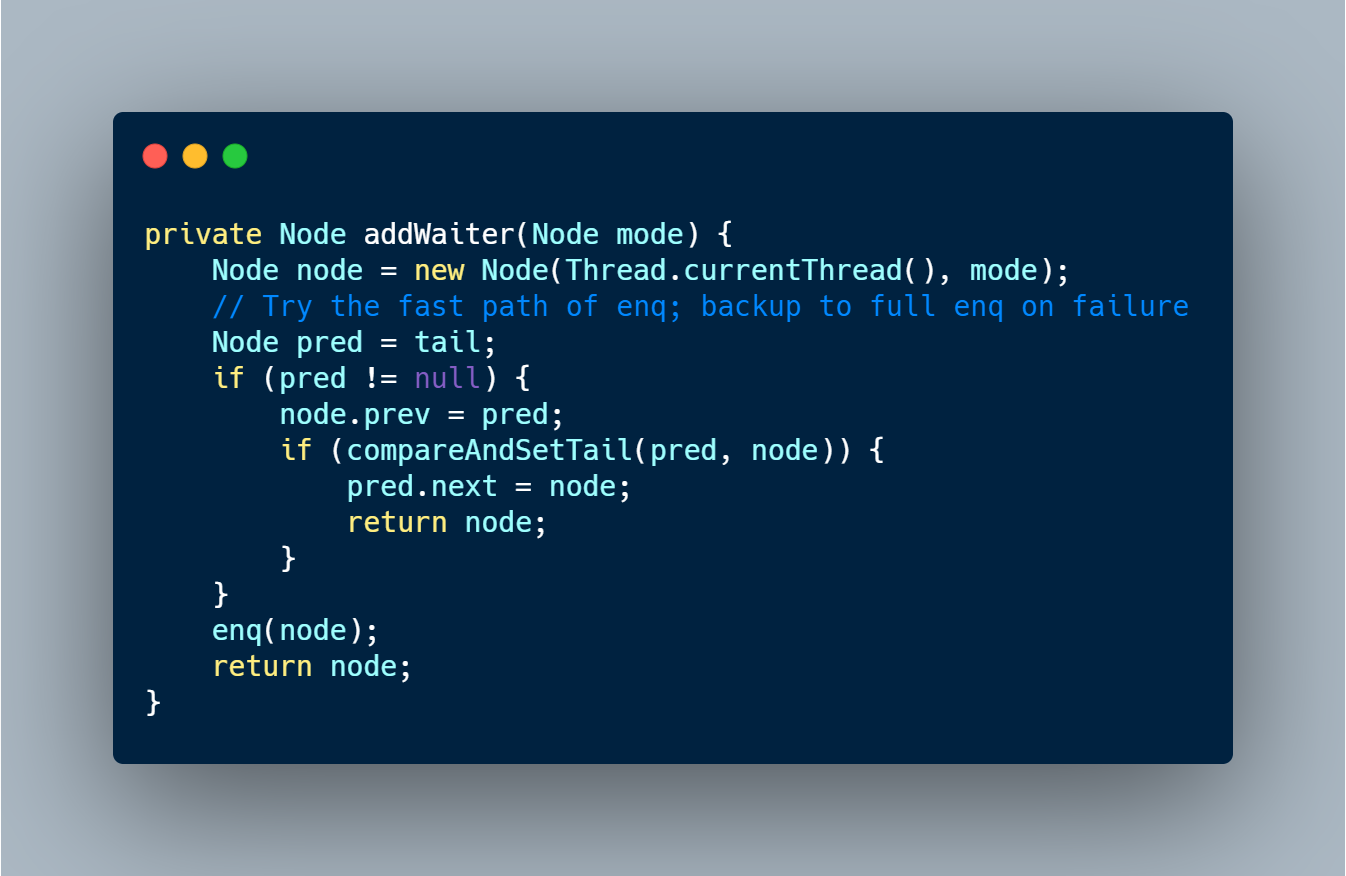 private Node addWaiter(Node mode) {
    Node node = new Node(Thread.currentThread(), mode);
    // Try the fast path of enq; backup to full enq on failure
    Node pred = tail;
    if (pred != null) {
        node.prev = pred;
        if (compareAndSetTail(pred, node)) {
            pred.next = node;
            return node;
        }
    }
    enq(node);
    return node;
}